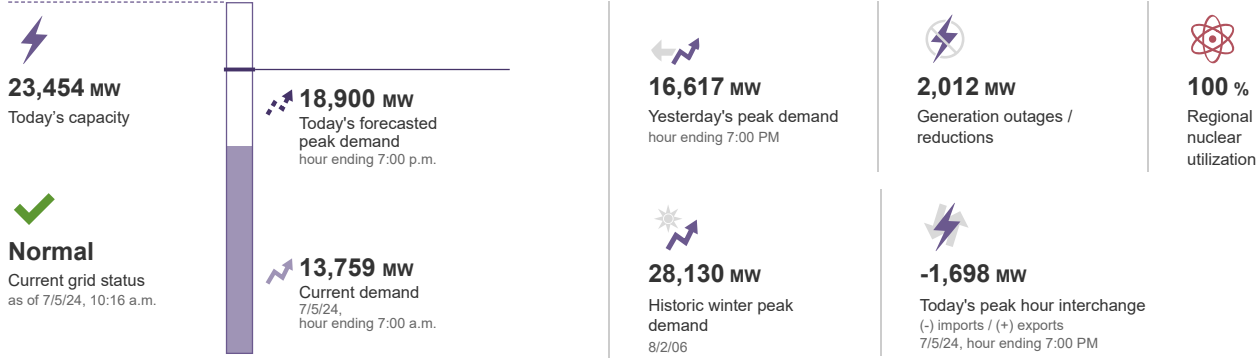 23,454 MW
Today's capacity
Normal
Current grid status
as of 7/5/24, 10:16 a.m.
18,900 MW
Today's forecasted
peak demand
hour ending 7:00 p.m.
13,759 MW
Current demand
7/5/24,
hour ending 7:00 a.m.
16,617 MW
Yesterday's peak demand
hour ending 7:00 PM
2,012 MW
Generation outages /
reductions
100 %
Regional
nuclear
utilization
28,130 MW
Historic winter peak
demand
8/2/06
-1,698 MW
Today's peak hour interchange
(-) imports / (+) exports
7/5/24, hour ending 7:00 PM